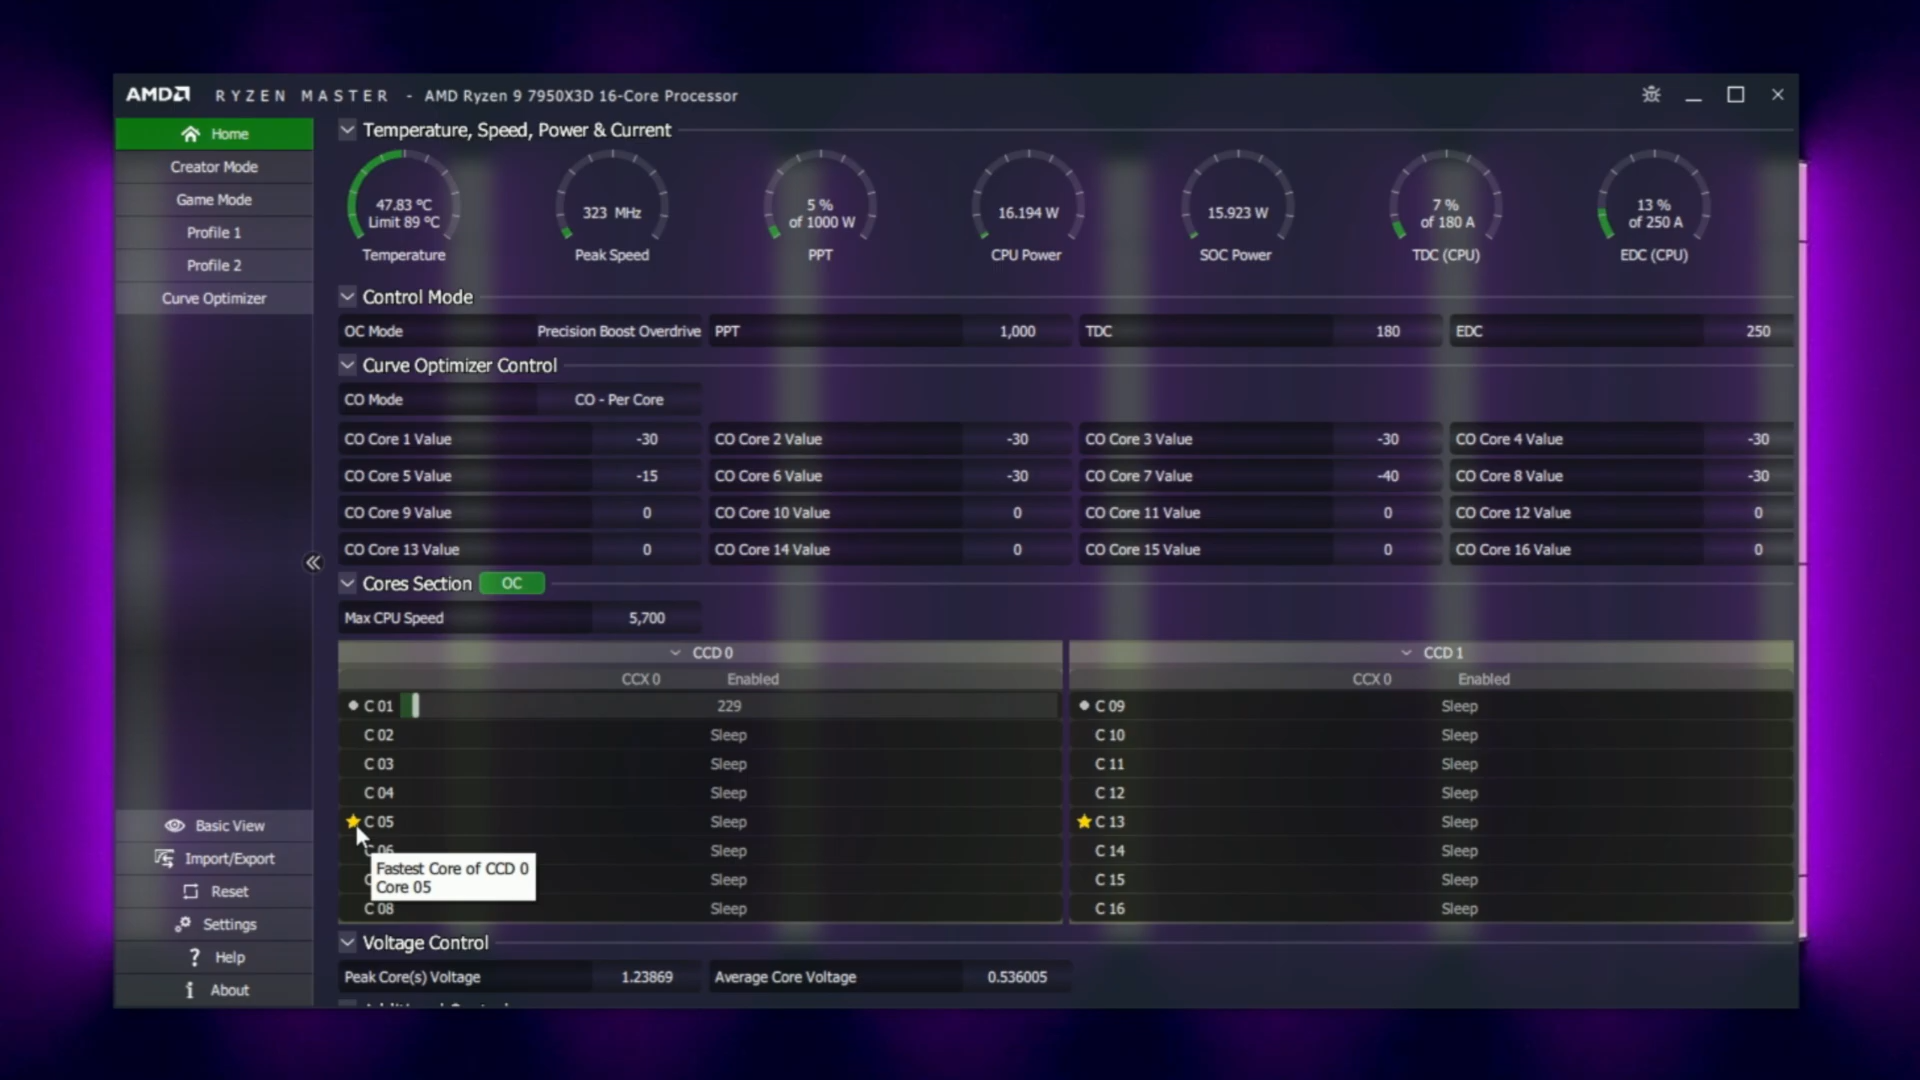 AMD RYZEN MASTER - AMD Ryzen 9 7950X3D 16-Core Processor
Home
Creator Mode
Game Mode
Profile 1
Profile 2
Curve Optimizer
Basic View
Import/Export
Reset
Settings
Help
About
Temperature, Speed, Power & Current
47.83 ºC
Limit 89 ºC
Temperature
323 MHz
Peak Speed
5 %
of 1000 W
PPT
16.194 W
CPU Power
15.923 W
SOC Power
7 %
of 180 A
TDC (CPU)
13 %
of 250 A
EDC (CPU)
Control Mode
OC Mode Precision Boost Overdrive PPT 1,000 TDC 180 EDC 250
Curve Optimizer Control
CO Mode CO - Per Core
CO Core 1 Value -30 CO Core 2 Value -30 CO Core 3 Value -30 CO Core 4 Value -30
CO Core 5 Value -15 CO Core 6 Value -30 CO Core 7 Value -40 CO Core 8 Value -30
CO Core 9 Value 0 CO Core 10 Value 0 CO Core 11 Value 0 CO Core 12 Value 0
CO Core 13 Value 0 CO Core 14 Value 0 CO Core 15 Value 0 CO Core 16 Value 0
Cores Section OC
Max CPU Speed 5,700
CCD 0
CCX 0 Enabled
C 01 229
C 02 Sleep
C 03 Sleep
C 04 Sleep
C 05 Sleep
C 06 Sleep
Fastest Core of CCD 0
Core 05
Sleep
C 08 Sleep
CCD 1
CCX 0 Enabled
C 09 Sleep
C 10 Sleep
C 11 Sleep
C 12 Sleep
C 13 Sleep
C 14 Sleep
C 15 Sleep
C 16 Sleep
Voltage Control
Peak Core(s) Voltage 1.23869 Average Core Voltage 0.536005